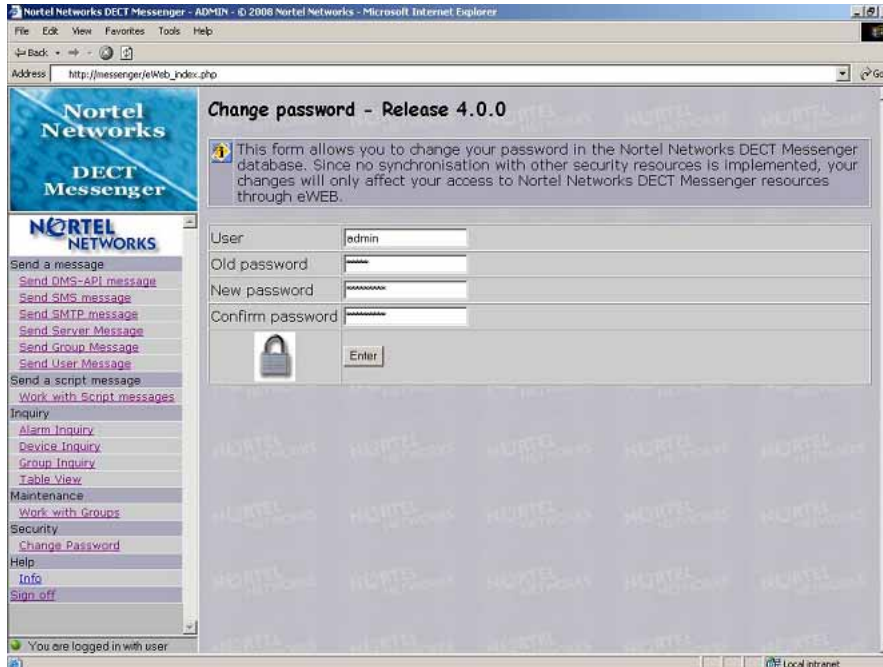 Nortel Networks DECT Messenger - ADMIN - © 2008 Nortel Networks - Microsoft Internet Explorer
File Edit View Favorites Tools Help
Back
Address http://messenger/eWeb_index.php
Go
Nortel
Networks
DECT
Messenger
NORTEL
NETWORKS
Send a message
Send DMS-API message
Send SMS message
Send SMTP message
Send Server Message
Send Group Message
Send User Message
Send a script message
Work with Script messages
Inquiry
Alarm Inquiry
Device Inquiry
Group Inquiry
Table View
Maintenance
Work with Groups
Security
Change Password
Help
Info
Sign off
You are logged in with user
Change password - Release 4.0.0
This form allows you to change your password in the Nortel Networks DECT Messenger
database. Since no synchronisation with other security resources is implemented, your
changes will only affect your access to Nortel Networks DECT Messenger resources
through eWEB.
User admin
Old password
New password
Confirm password
Enter
Local intranet